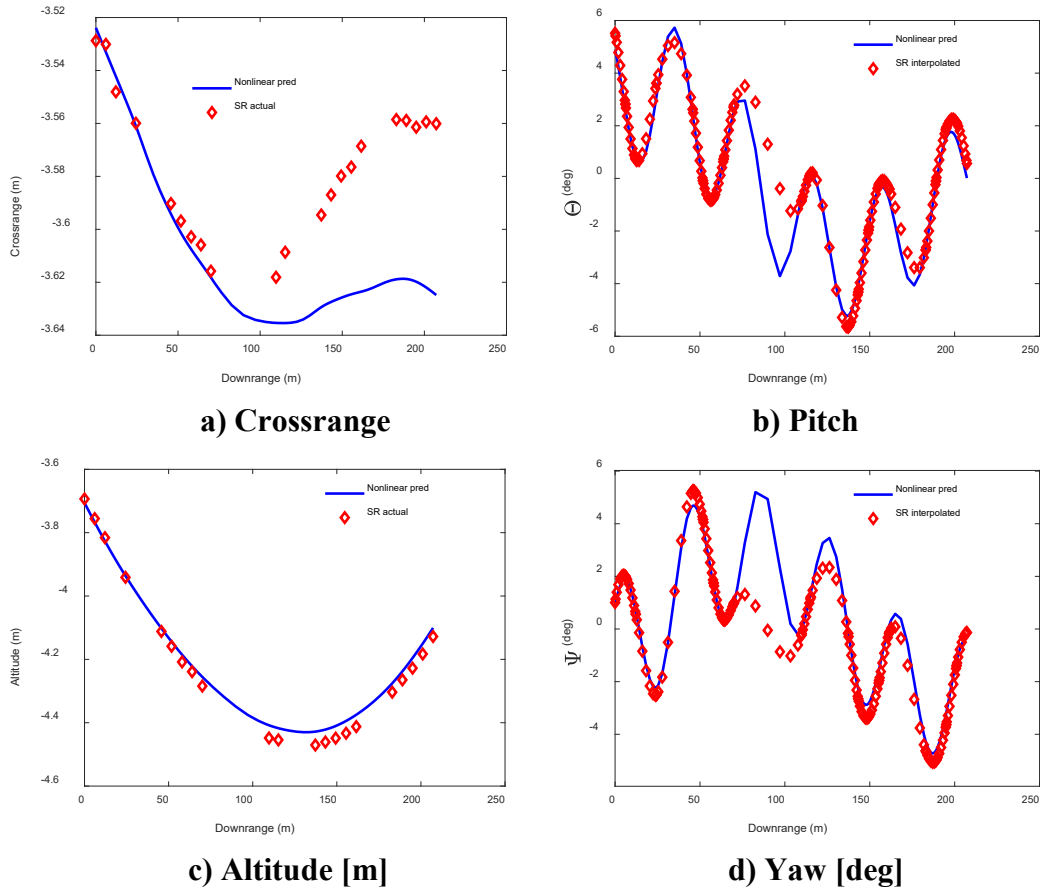 -3.52
-3.54
-3.56
-3.58
-3.6
-3.62
-3.64
Crossrange (m)
Nonlinear pred
SR actual
0 50 100 150 200 250
Downrange (m)
a) Crossrange
6
4
2
0
-2
-4
-6
Θ (deg)
Nonlinear pred
SR interpolated
0 50 100 150 200 250
Downrange (m)
b) Pitch
-3.6
-3.8
-4
-4.2
-4.4
-4.6
Altitude (m)
Nonlinear pred
SR actual
0 50 100 150 200 250
Downrange (m)
c) Altitude [m]
6
4
2
0
-2
-4
Ψ (deg)
Nonlinear pred
SR interpolated
0 50 100 150 200 250
Downrange (m)
d) Yaw [deg]